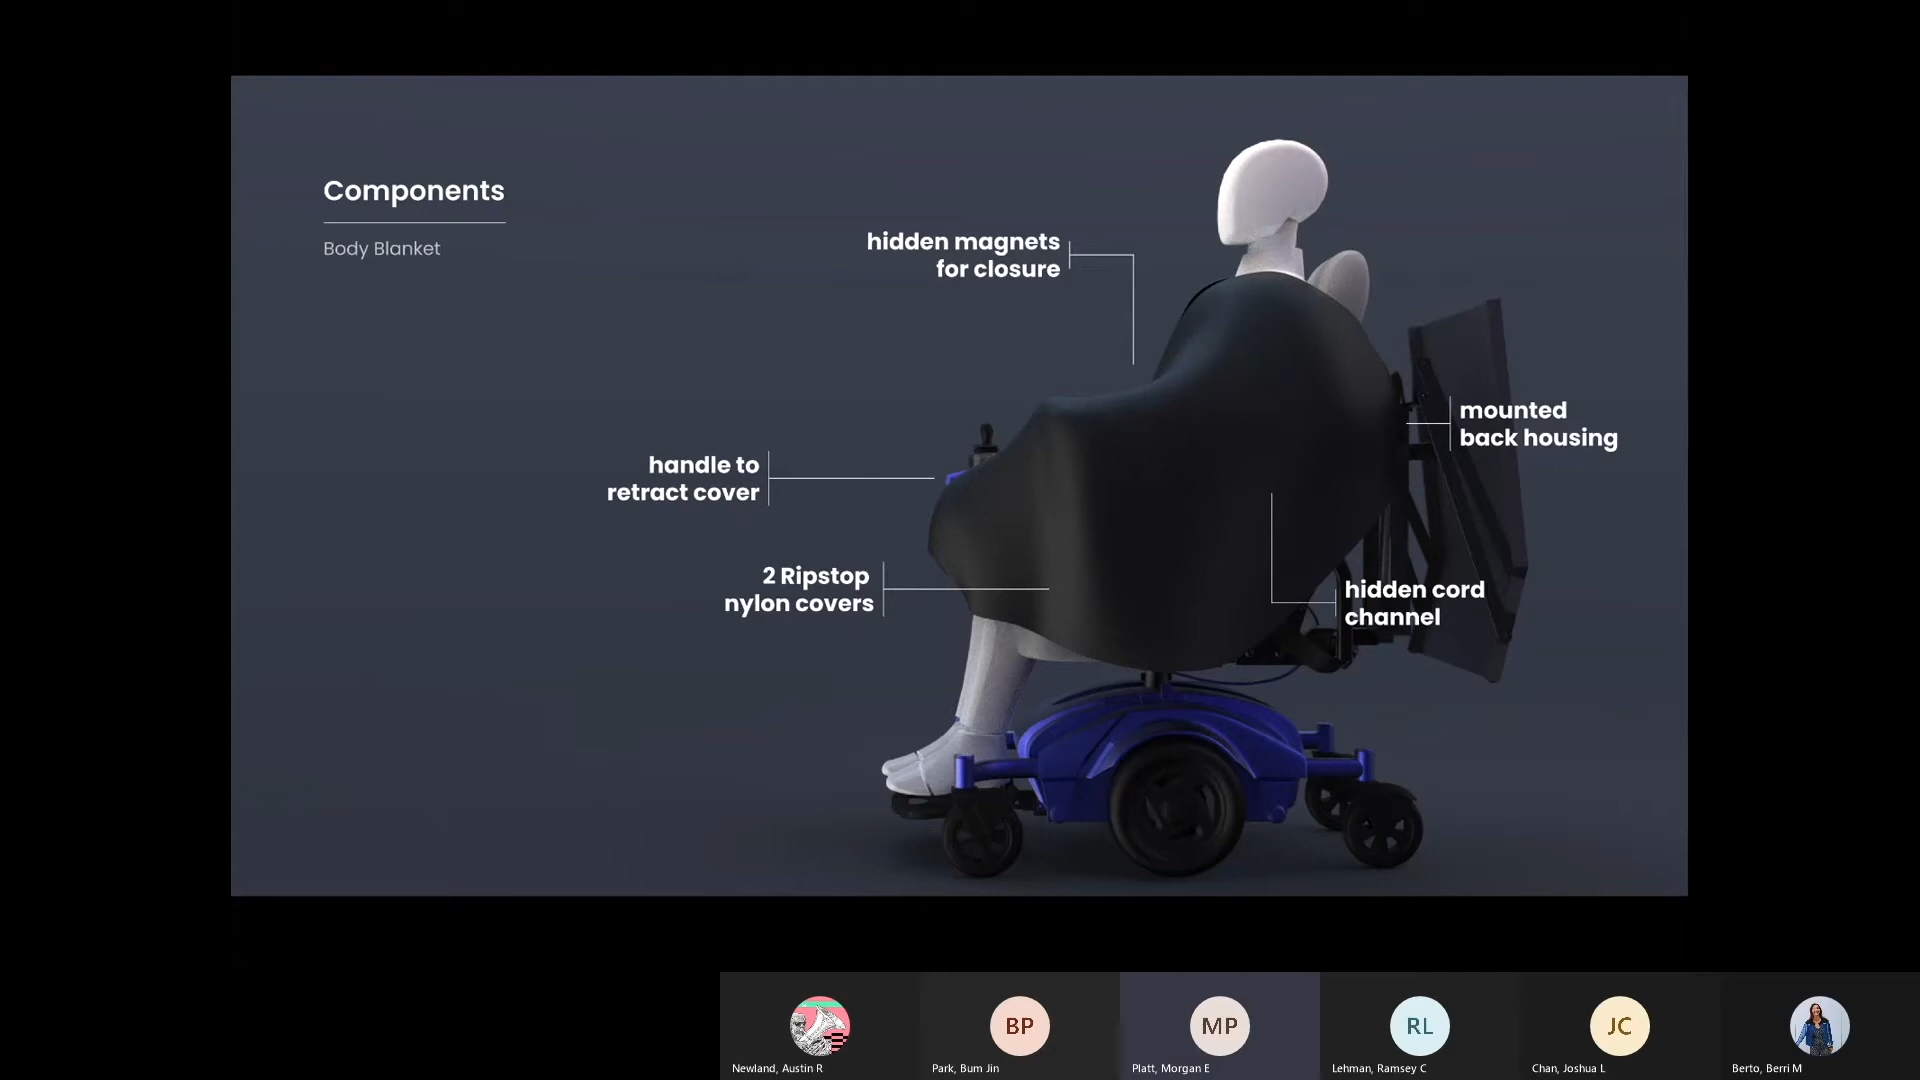 Components
Body Blanket
hidden magnets
for closure
mounted
back housing
handle to
retract cover
2 Ripstop
nylon covers
hidden cord
channel
BP
MP
RL
JC
Newland, Austin R
Park, Bum Jin
Platt, Morgan E
Lehman, Ramsey C
Chan, Joshua L
Berto, Berri M